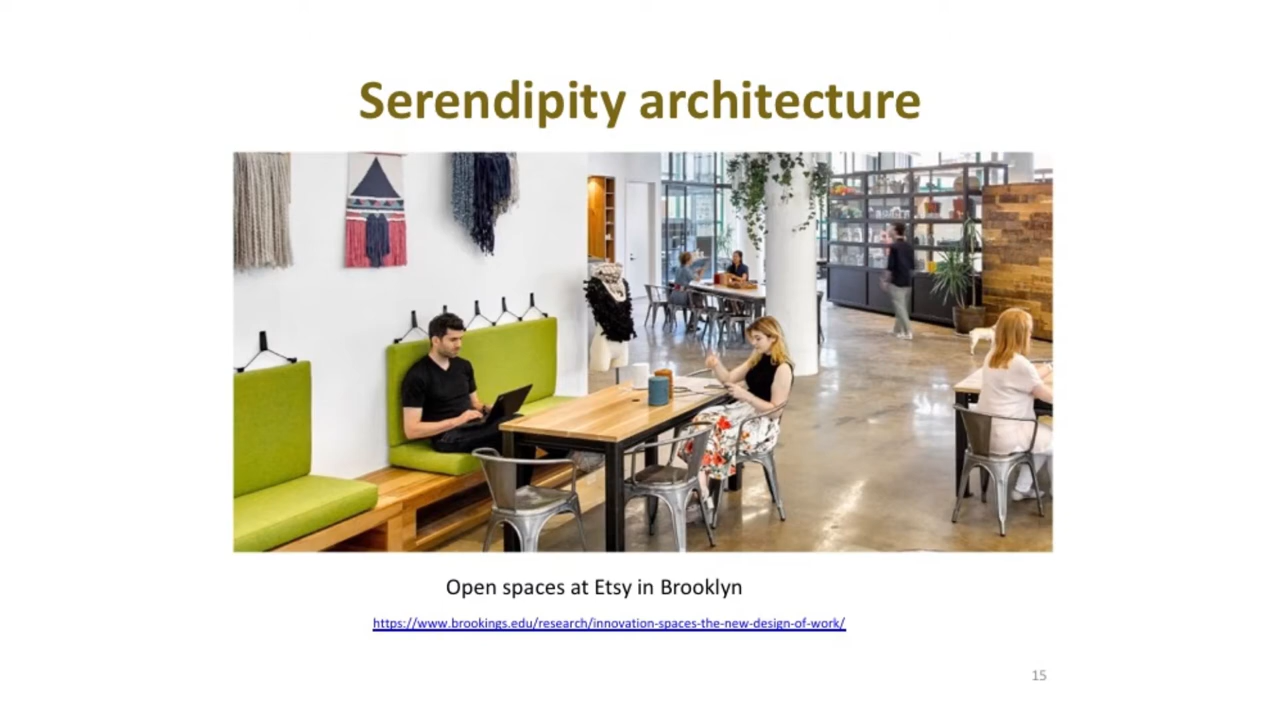 Serendipity architecture
Open spaces at Etsy in Brooklyn
https://www.brookings.edu/research/innovation-spaces-the-new-design-of-work/
15